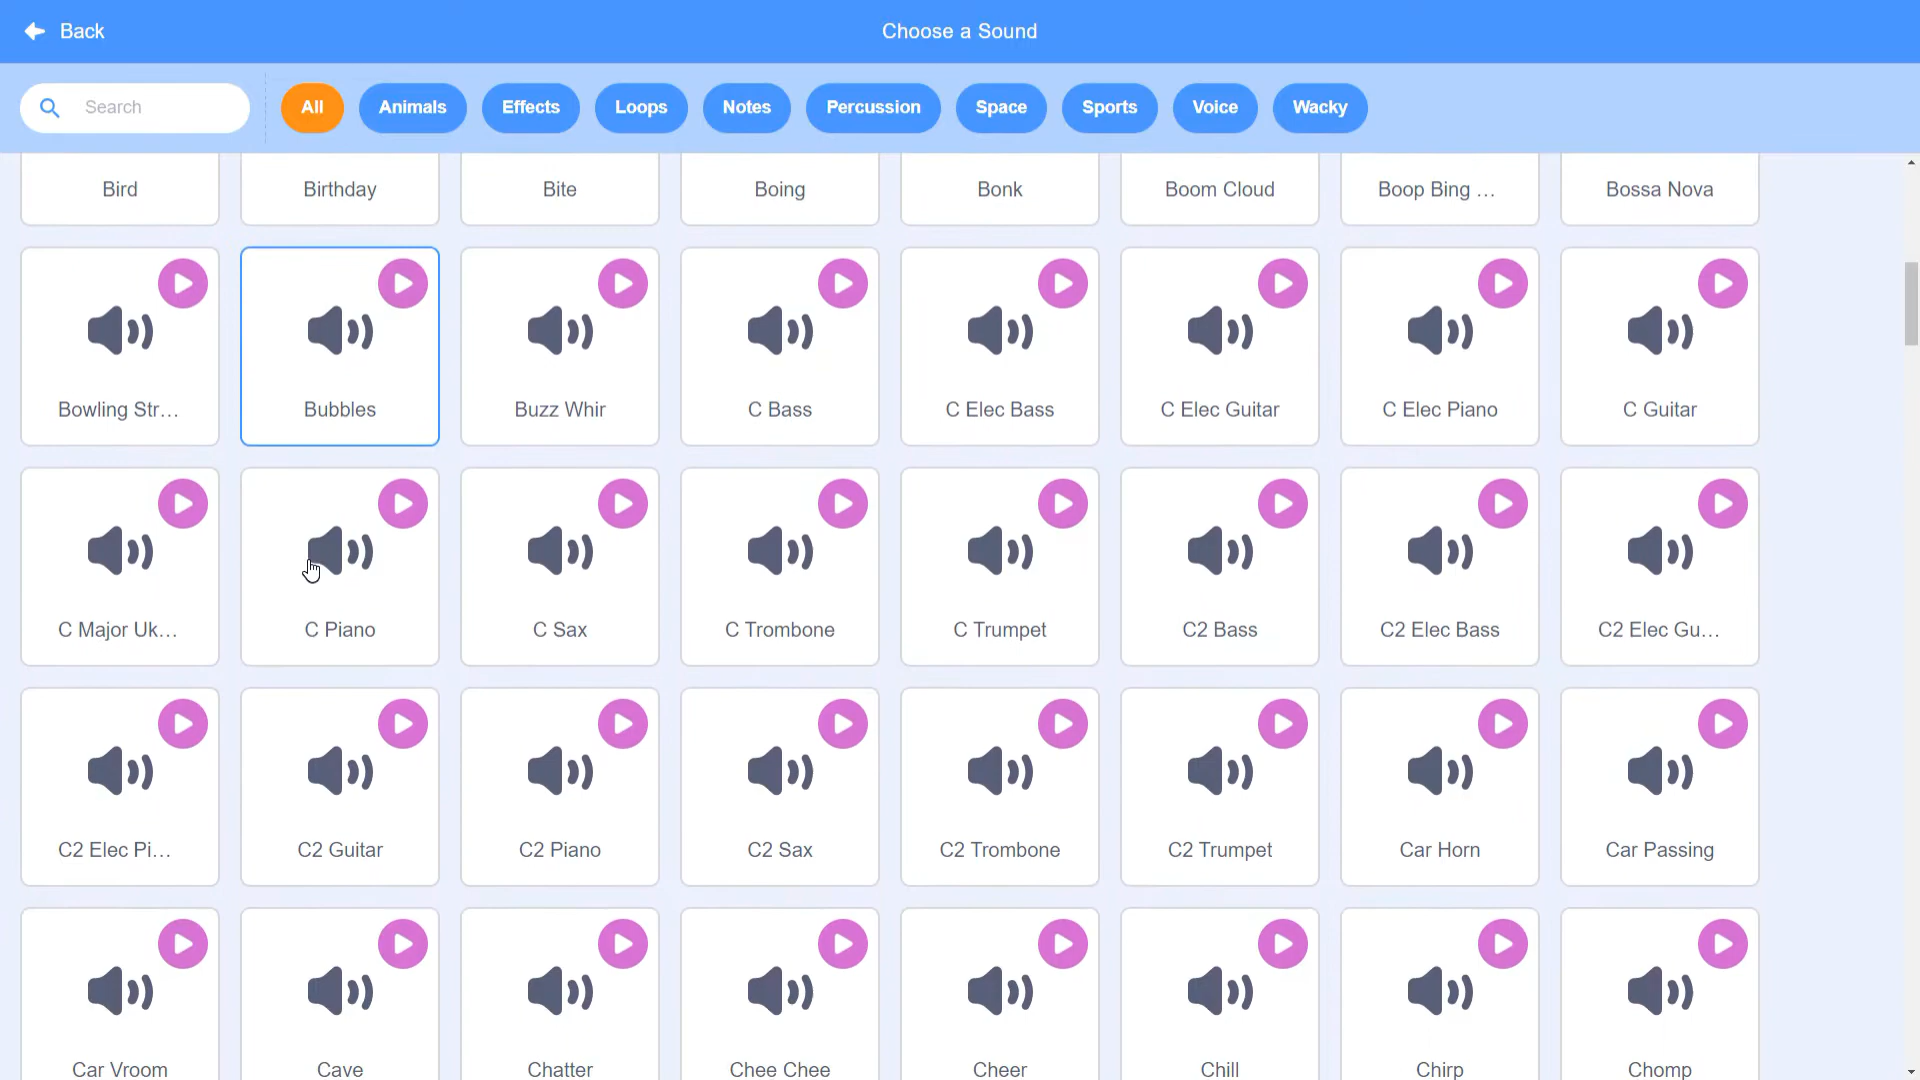 Back
Choose a Sound
Search
All
Animals
Effects
Loops
Notes
Percussion
Space
Sports
Voice
Wacky
Bird
Birthday
Bite
Boing
Bonk
Boom Cloud
Boop Bing ...
Bossa Nova
Bowling Str...
Bubbles
Buzz Whir
C Bass
C Elec Bass
C Elec Guitar
C Elec Piano
C Guitar
C Major Uk...
C Piano
C Sax
C Trombone
C Trumpet
C2 Bass
C2 Elec Bass
C2 Elec Gu...
C2 Elec Pi...
C2 Guitar
C2 Piano
C2 Sax
C2 Trombone
C2 Trumpet
Car Horn
Car Passing
Car Vroom
Cave
Chatter
Chee Chee
Cheer
Chill
Chirp
Chomp